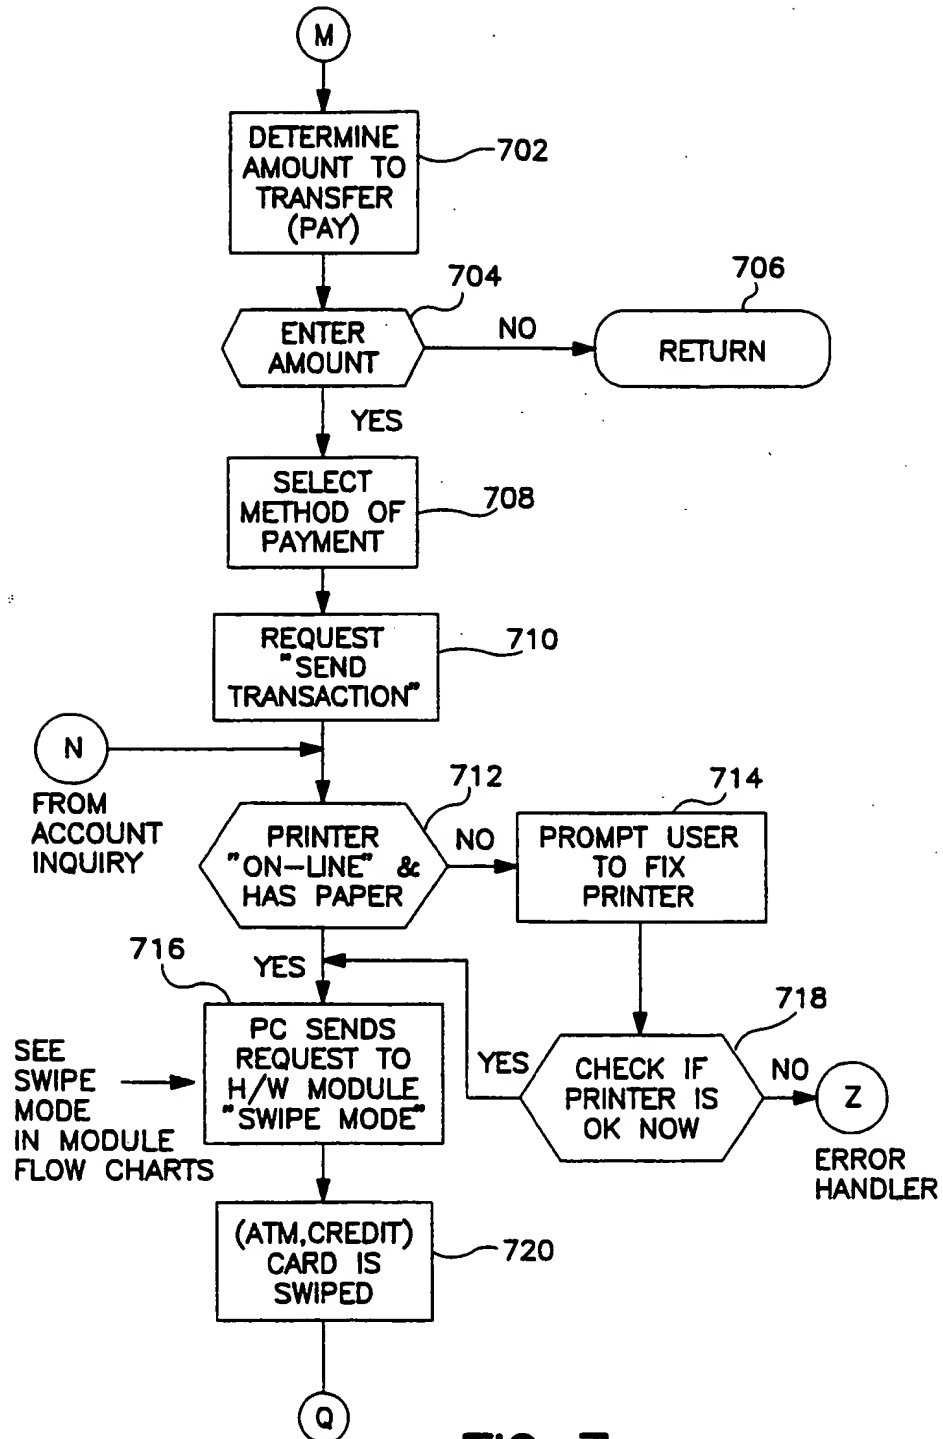 M
DETERMINE
AMOUNT TO
TRANSFER
(PAY)
702
704
ENTER
AMOUNT
NO
706
RETURN
YES
SELECT
METHOD OF
PAYMENT
708
REQUEST
"SEND
TRANSACTION"
710
N
FROM
ACCOUNT
INQUIRY
712
PRINTER
"ON-LINE" &
HAS PAPER
NO
714
PROMPT USER
TO FIX
PRINTER
716
YES
PC SENDS
REQUEST TO
H/W MODULE
"SWIPE MODE"
SEE
SWIPE
MODE
IN MODULE
FLOW CHARTS
718
YES
CHECK IF
PRINTER IS
OK NOW
NO
Z
ERROR
HANDLER
(ATM,CREDIT)
CARD IS
SWIPED
720
Q